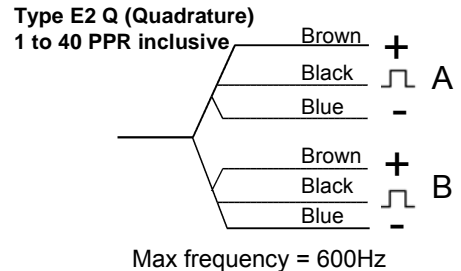 Type E2 Q (Quadrature)
1 to 40 PPR inclusive
Brown +
Black A
Blue -
Brown +
Black B
Blue -
Max frequency = 600Hz